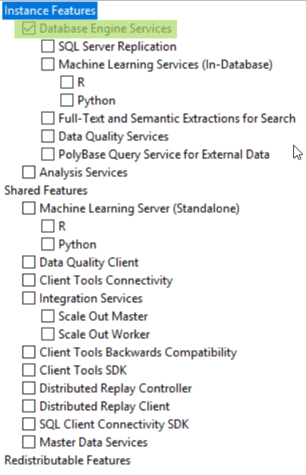 Instance Features
Database Engine Services
SQL Server Replication
Machine Learning Services (In-Database)
R
Python
Full-Text and Semantic Extractions for Search
Data Quality Services
PolyBase Query Service for External Data
Analysis Services
Shared Features
Machine Learning Server (Standalone)
R
Python
Data Quality Client
Client Tools Connectivity
Integration Services
Scale Out Master
Scale Out Worker
Client Tools Backwards Compatibility
Client Tools SDK
Distributed Replay Controller
Distributed Replay Client
SQL Client Connectivity SDK
Master Data Services
Redistributable Features